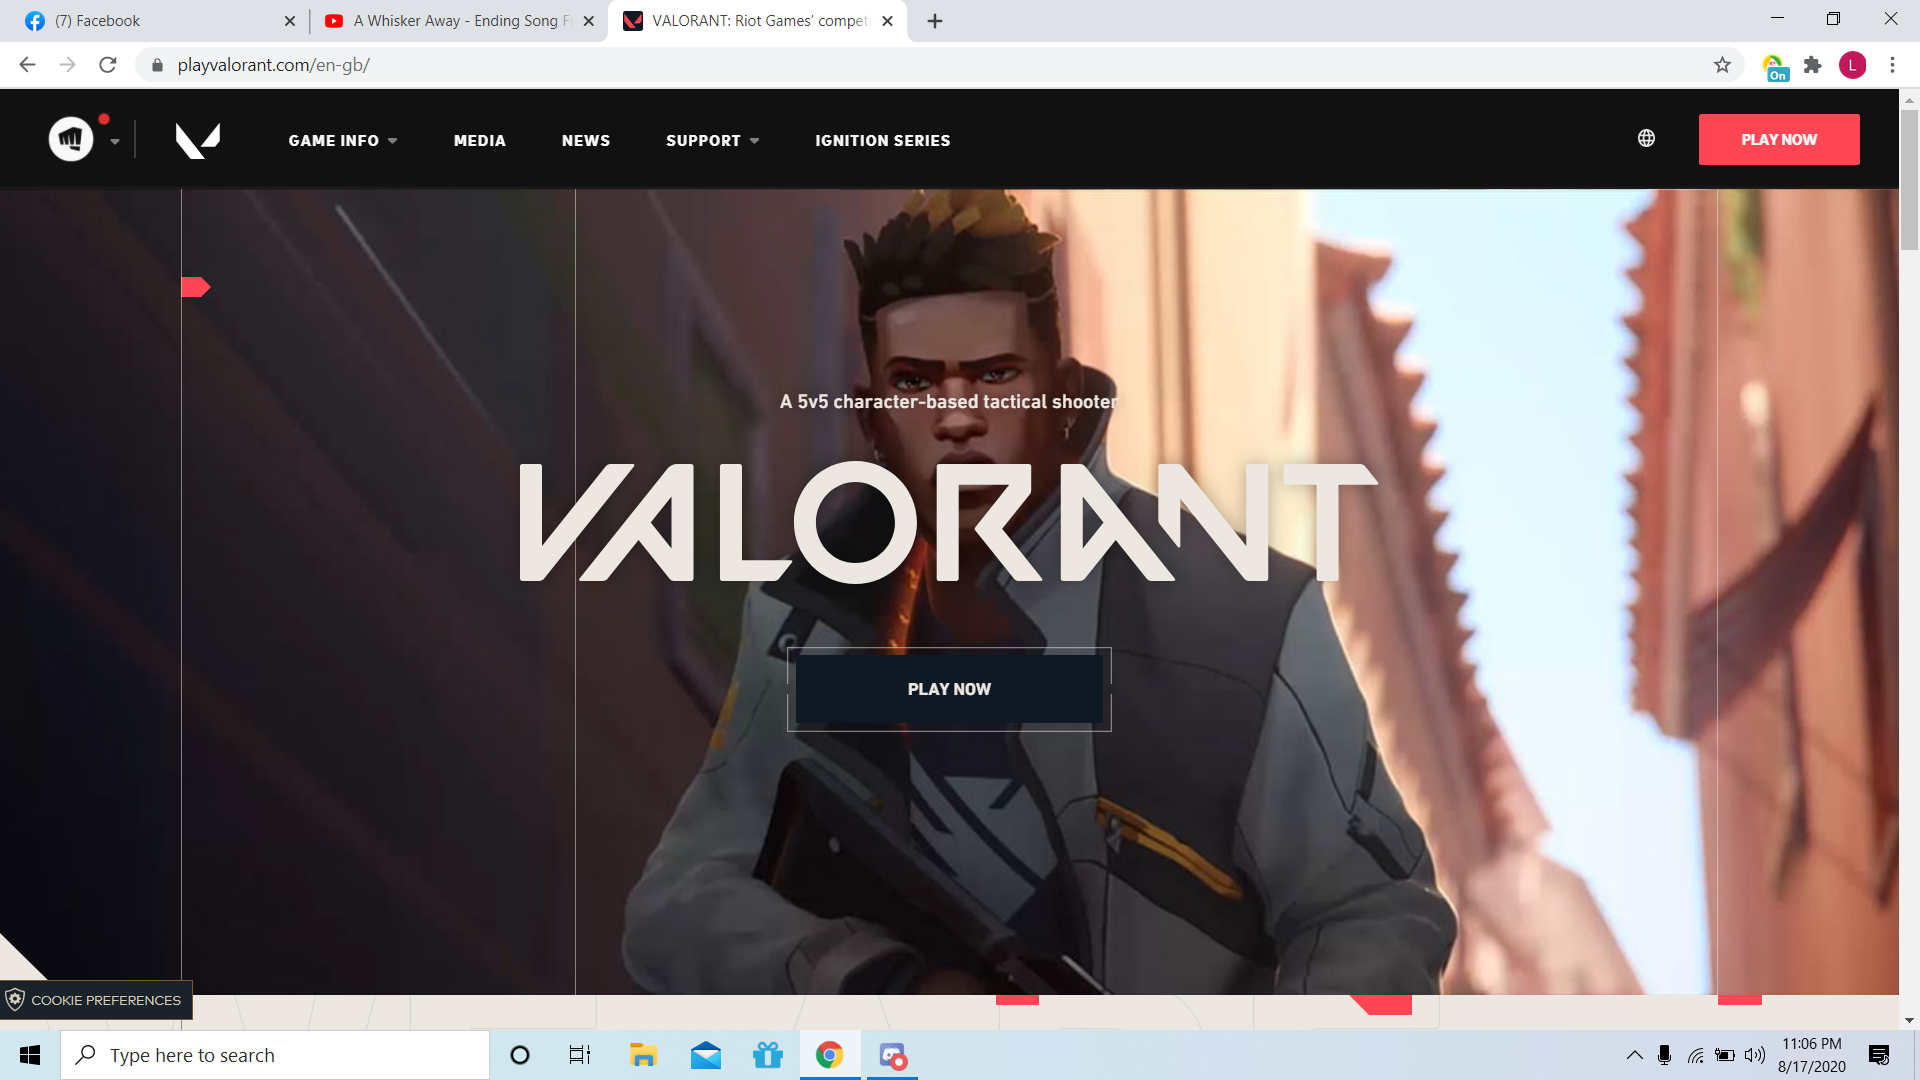 (7) Facebook
A Whisker Away - Ending Song F
VALORANT: Riot Games' competi
playvalorant.com/en-gb/
On
L
GAME INFO
MEDIA
NEWS
SUPPORT
IGNITION SERIES
PLAY NOW
A 5v5 character-based tactical shooter
VALORANT
PLAY NOW
COOKIE PREFERENCES
Type here to search
11:06 PM
8/17/2020